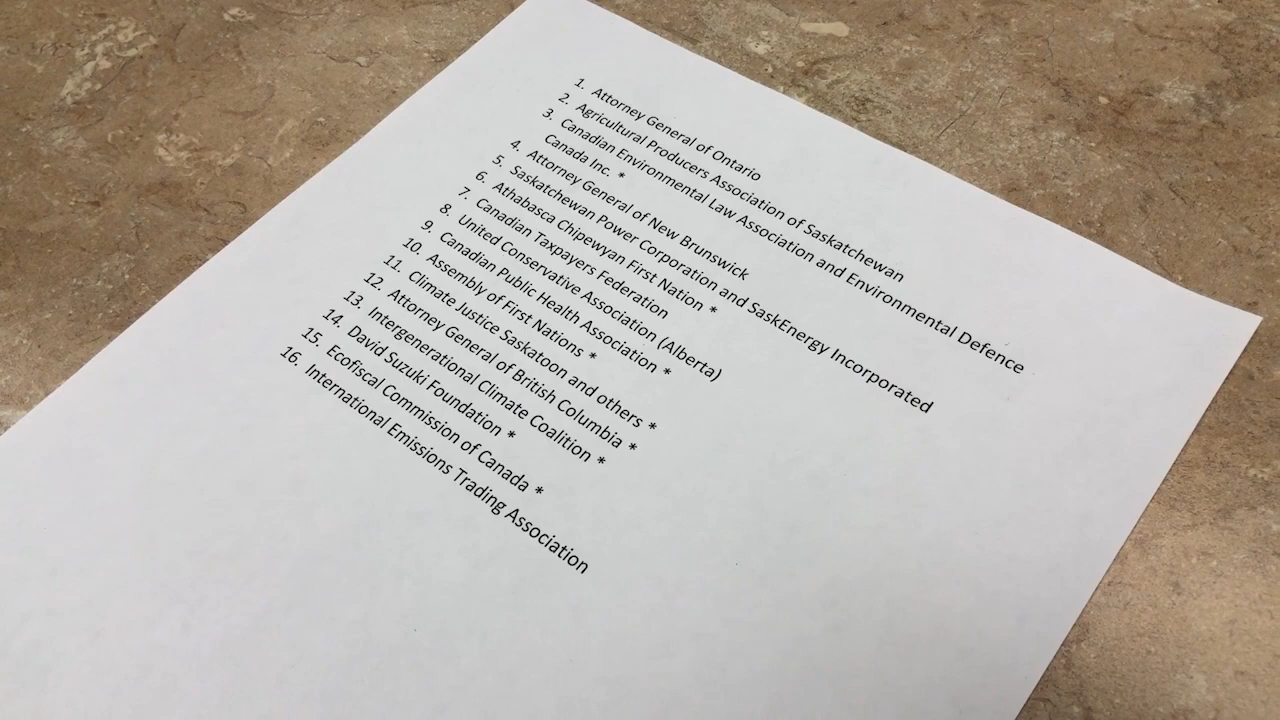 1. Attorney General of Ontario
2. Agricultural Producers Association of Saskatchewan
3. Canadian Environmental Law Association and Environmental Defence
Canada Inc. *
4. Attorney General of New Brunswick
5. Saskatchewan Power Corporation and SaskEnergy Incorporated
6. Athabasca Chipewyan First Nation *
7. Canadian Taxpayers Federation
8. United Conservative Association (Alberta)
9. Canadian Public Health Association *
10. Assembly of First Nations *
11. Climate Justice Saskatoon and others *
12. Attorney General of British Columbia *
13. Intergenerational Climate Coalition *
14. David Suzuki Foundation *
15. Ecofiscal Commission of Canada *
16. International Emissions Trading Association